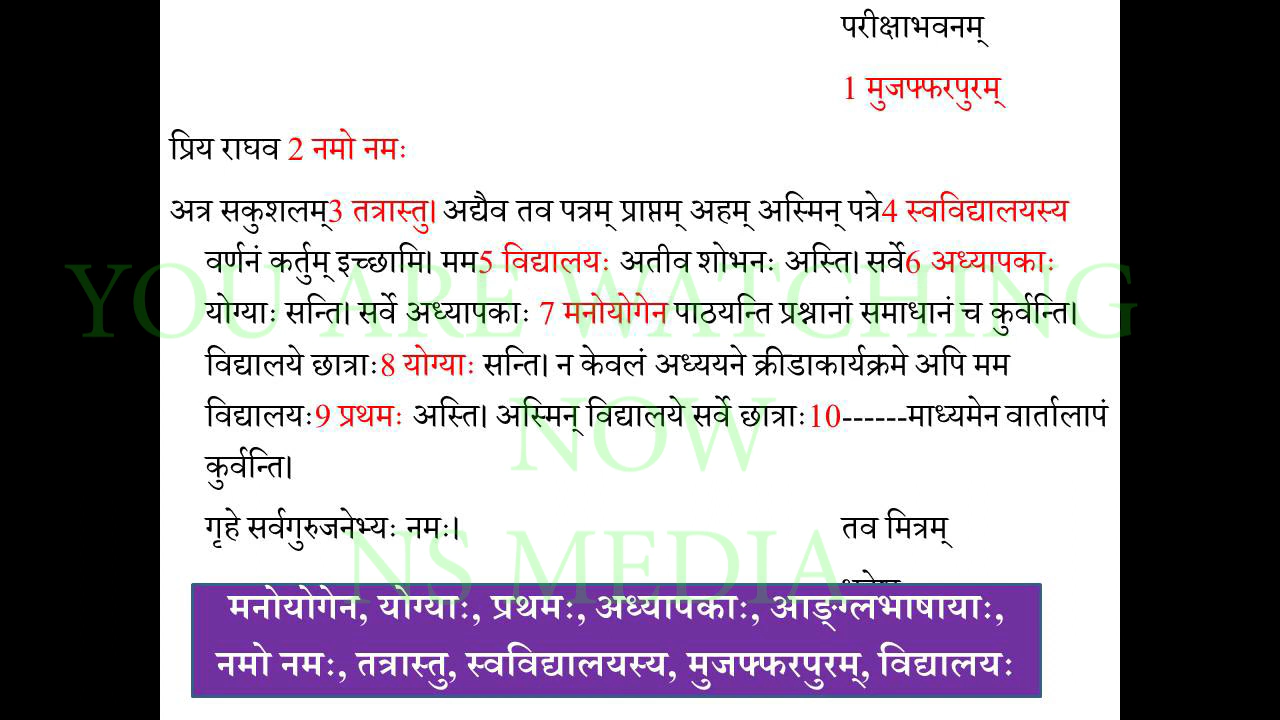 परीक्षाभवनम्
1 मुजफ्फरपुरम्
प्रिय राघव 2 नमो नमः
अत्र सकुशलम्3 तत्रास्तु। अद्यैव तव पत्रम् प्राप्तम् अहम् अस्मिन् पत्रे4 स्वविद्यालयस्य
वर्णनं कर्तुम् इच्छामि। मम5 विद्यालयः अतीव शोभनः अस्ति। सर्वे6 अध्यापकाः
YOU ARE WATCHING
योग्याः सन्ति। सर्वे अध्यापकाः 7 मनोयोगेन पाठयन्ति प्रश्नानां समाधानं च कुर्वन्ति।
विद्यालये छात्राः8 योग्याः सन्ति। न केवलं अध्ययने क्रीडाकार्यक्रमे अपि मम
विद्यालयः9 प्रथमः अस्ति। अस्मिन् विद्यालये सर्वे छात्राः10------माध्यमेन वार्तालापं
NOW
कुर्वन्ति।
गृहे सर्वगुरुजनेभ्यः नमः। तव मित्रम्
NS MEDIA
मनोयोगेन, योग्याः, प्रथमः, अध्यापकाः, आङ्ग्लभाषायाः,
नमो नमः, तत्रास्तु, स्वविद्यालयस्य, मुजफ्फरपुरम्, विद्यालयः